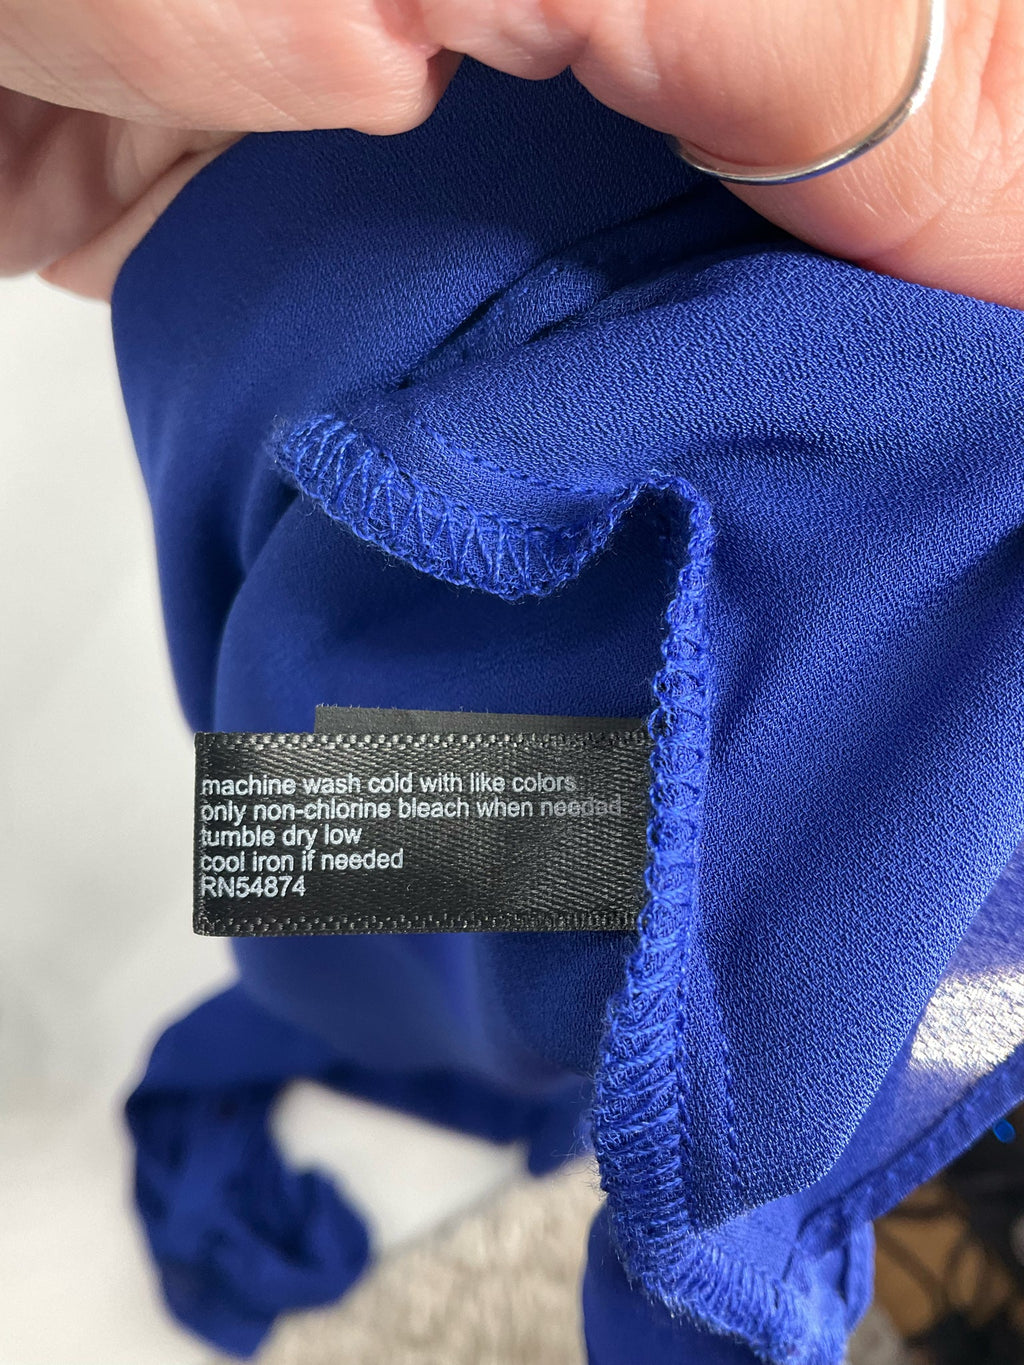 machine wash cold with like colors
only non-chlorine bleach when needed
tumble dry low
cool iron if needed
RN54874